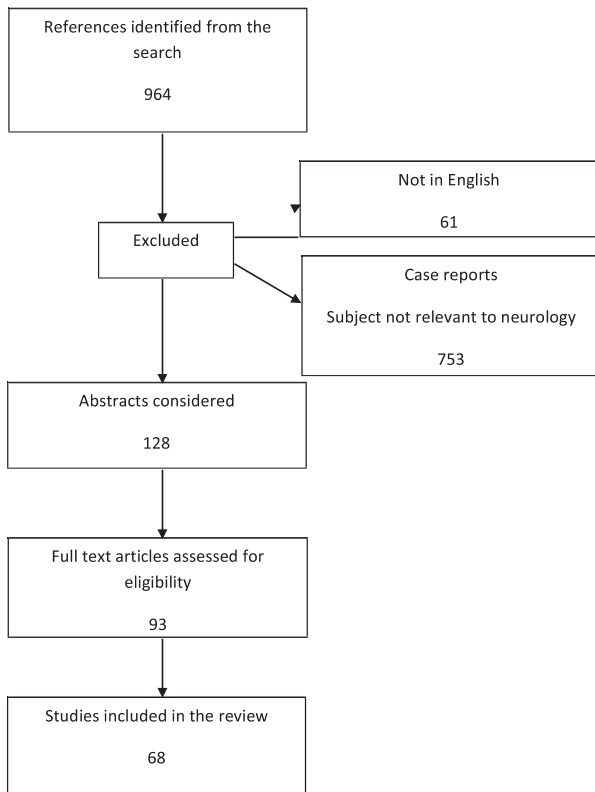 References identified from the
search
964
Not in English
61
Excluded
Case reports
Subject not relevant to neurology
753
Abstracts considered
128
Full text articles assessed for
eligibility
93
Studies included in the review
68